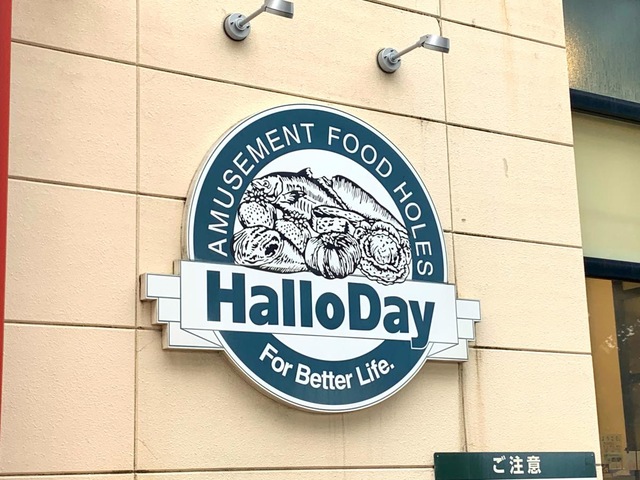 AMUSEMENT FOOD HOLES
HalloDay
For Better Life.
ご注意